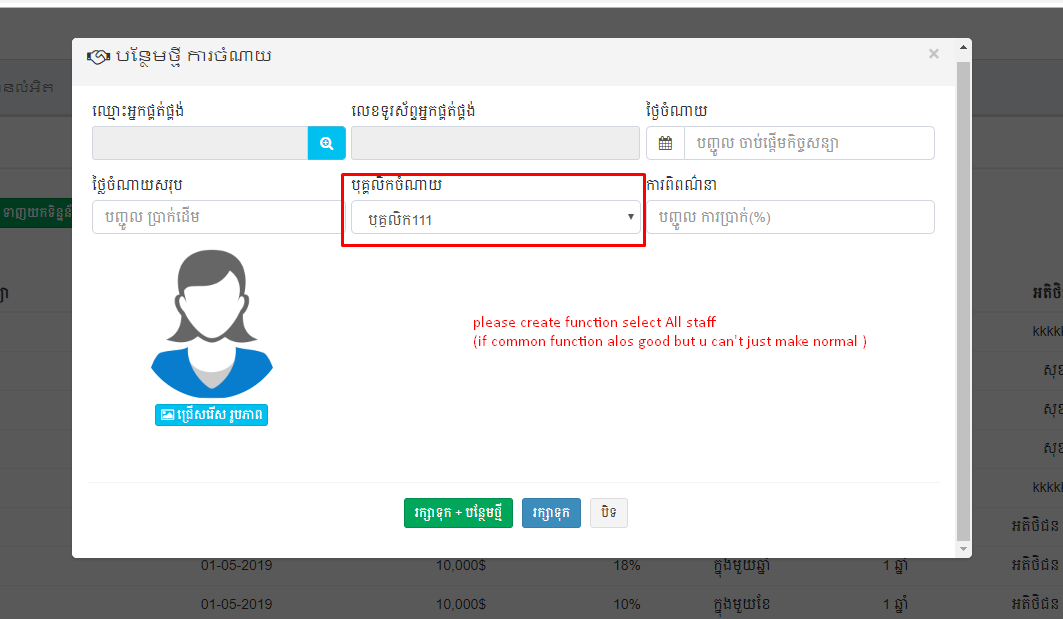 បន្ថែមថ្មី ការចំណាយ
×
ឈ្មោះអ្នកផ្គត់ផ្គង់
លេខទូរស័ព្ទអ្នកផ្គត់ផ្គង់
ថ្ងៃចំណាយ
បញ្ចូល ចាប់ផ្តើមកិច្ចសន្យា
ថ្លៃចំណាយសរុប
បុគ្គលិកចំណាយ
ការពិពណ៌នា
បញ្ចូល ប្រាក់ដើម
បុគ្គលិក111
បញ្ចូល ការប្រាក់(%)
ទាញយកទិន្នន័
please create function select All staff
(if common function alos good but u can't just make normal )
ជ្រើសរើស រូបភាព
រក្សាទុក + បន្ថែមថ្មី
រក្សាទុក
បិទ
អតិថិ
kkkkk
សុខ
សុខ
សុខ
kkkkk
អតិថិជន
01-05-2019 10,000$ 18% ក្នុងមួយឆ្នាំ 1 ឆ្នាំ អតិថិជន
01-05-2019 10,000$ 10% ក្នុងមួយខែ 1 ឆ្នាំ អតិថិជន